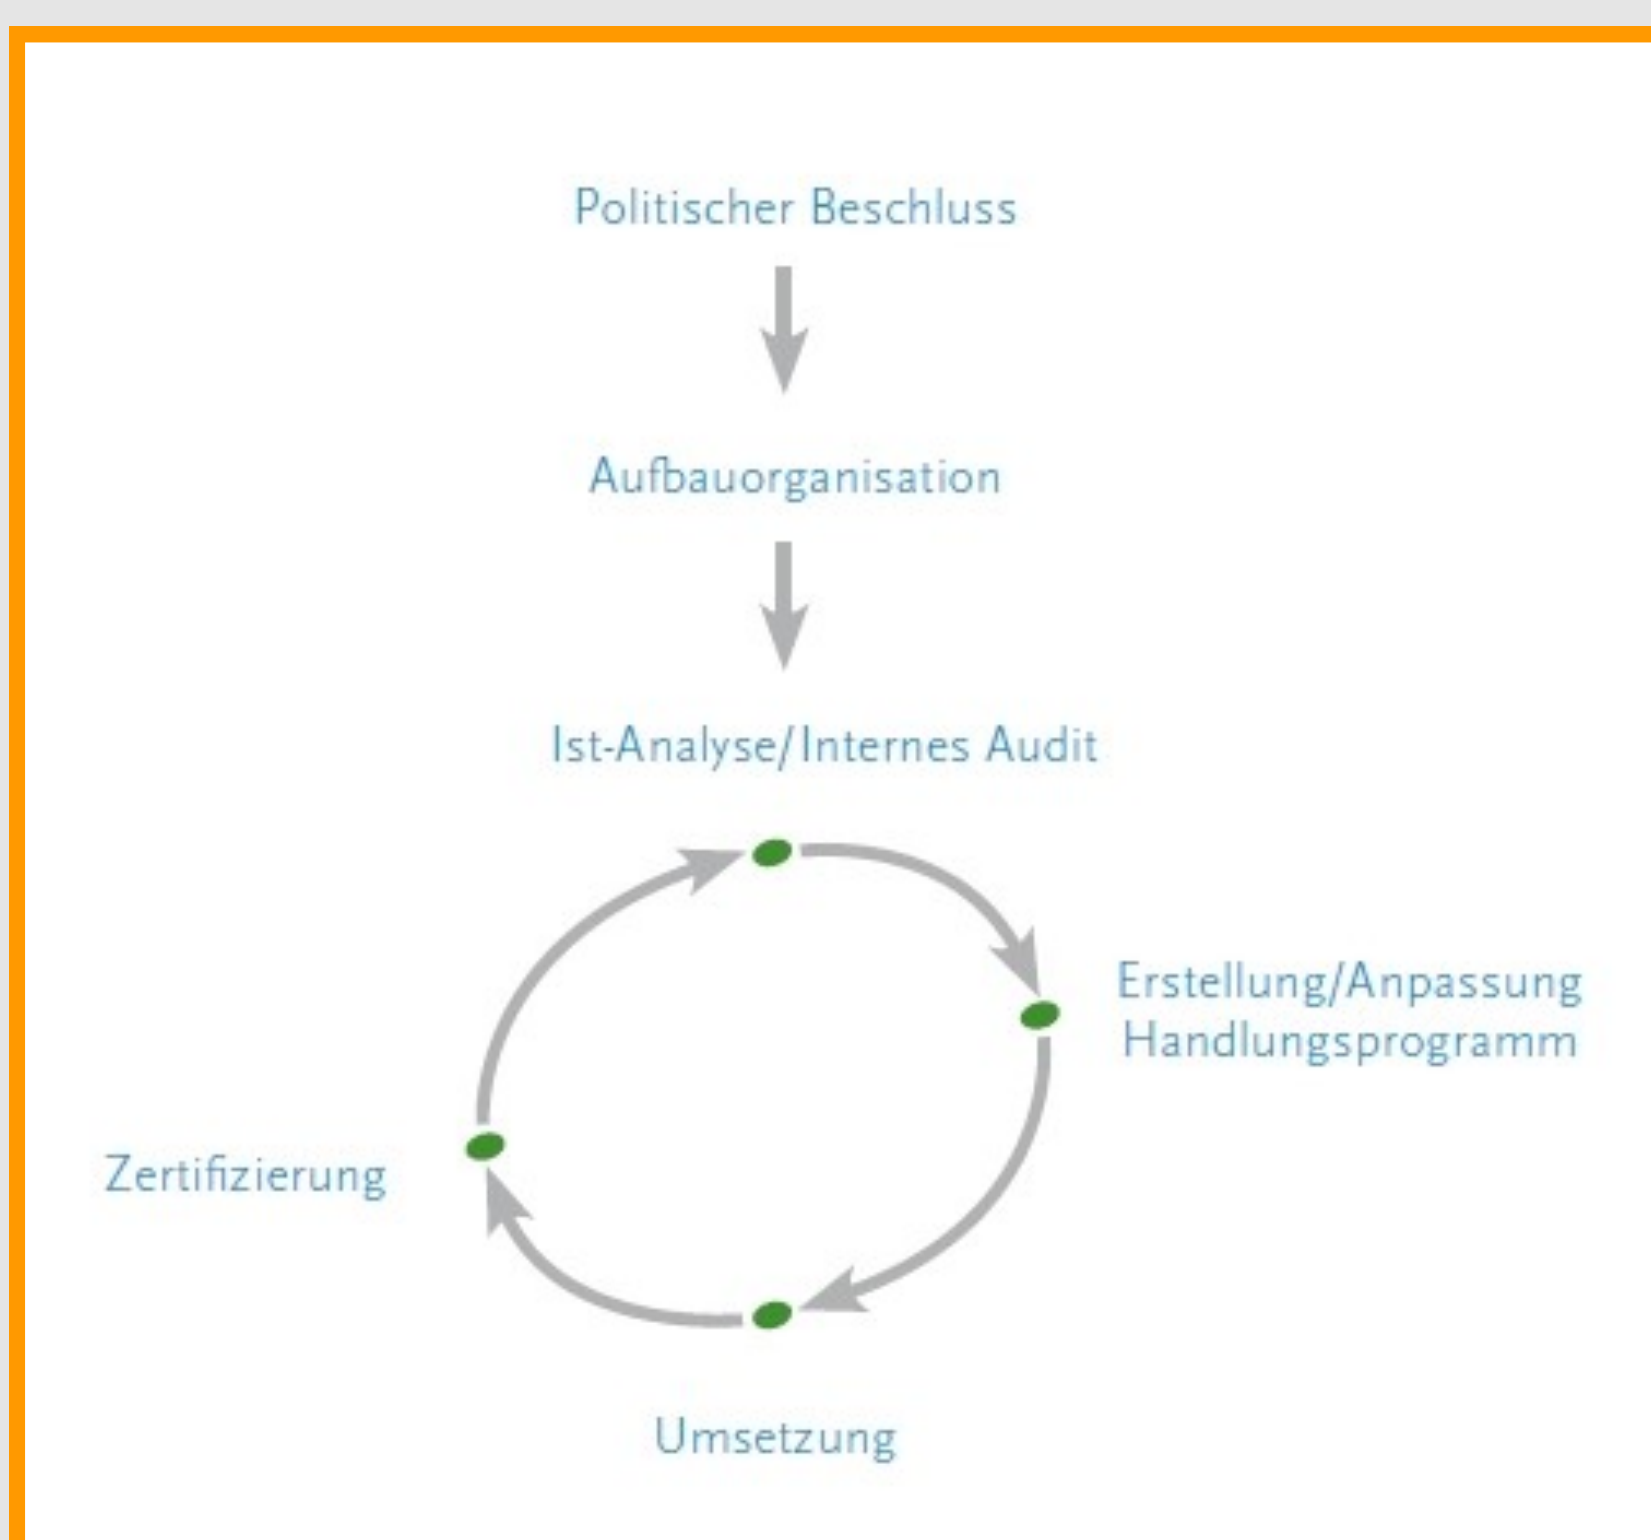 Politischer Beschluss
Aufbauorganisation
Ist-Analyse/Internes Audit
Erstellung/Anpassung
Handlungsprogramm
Zertifizierung
Umsetzung